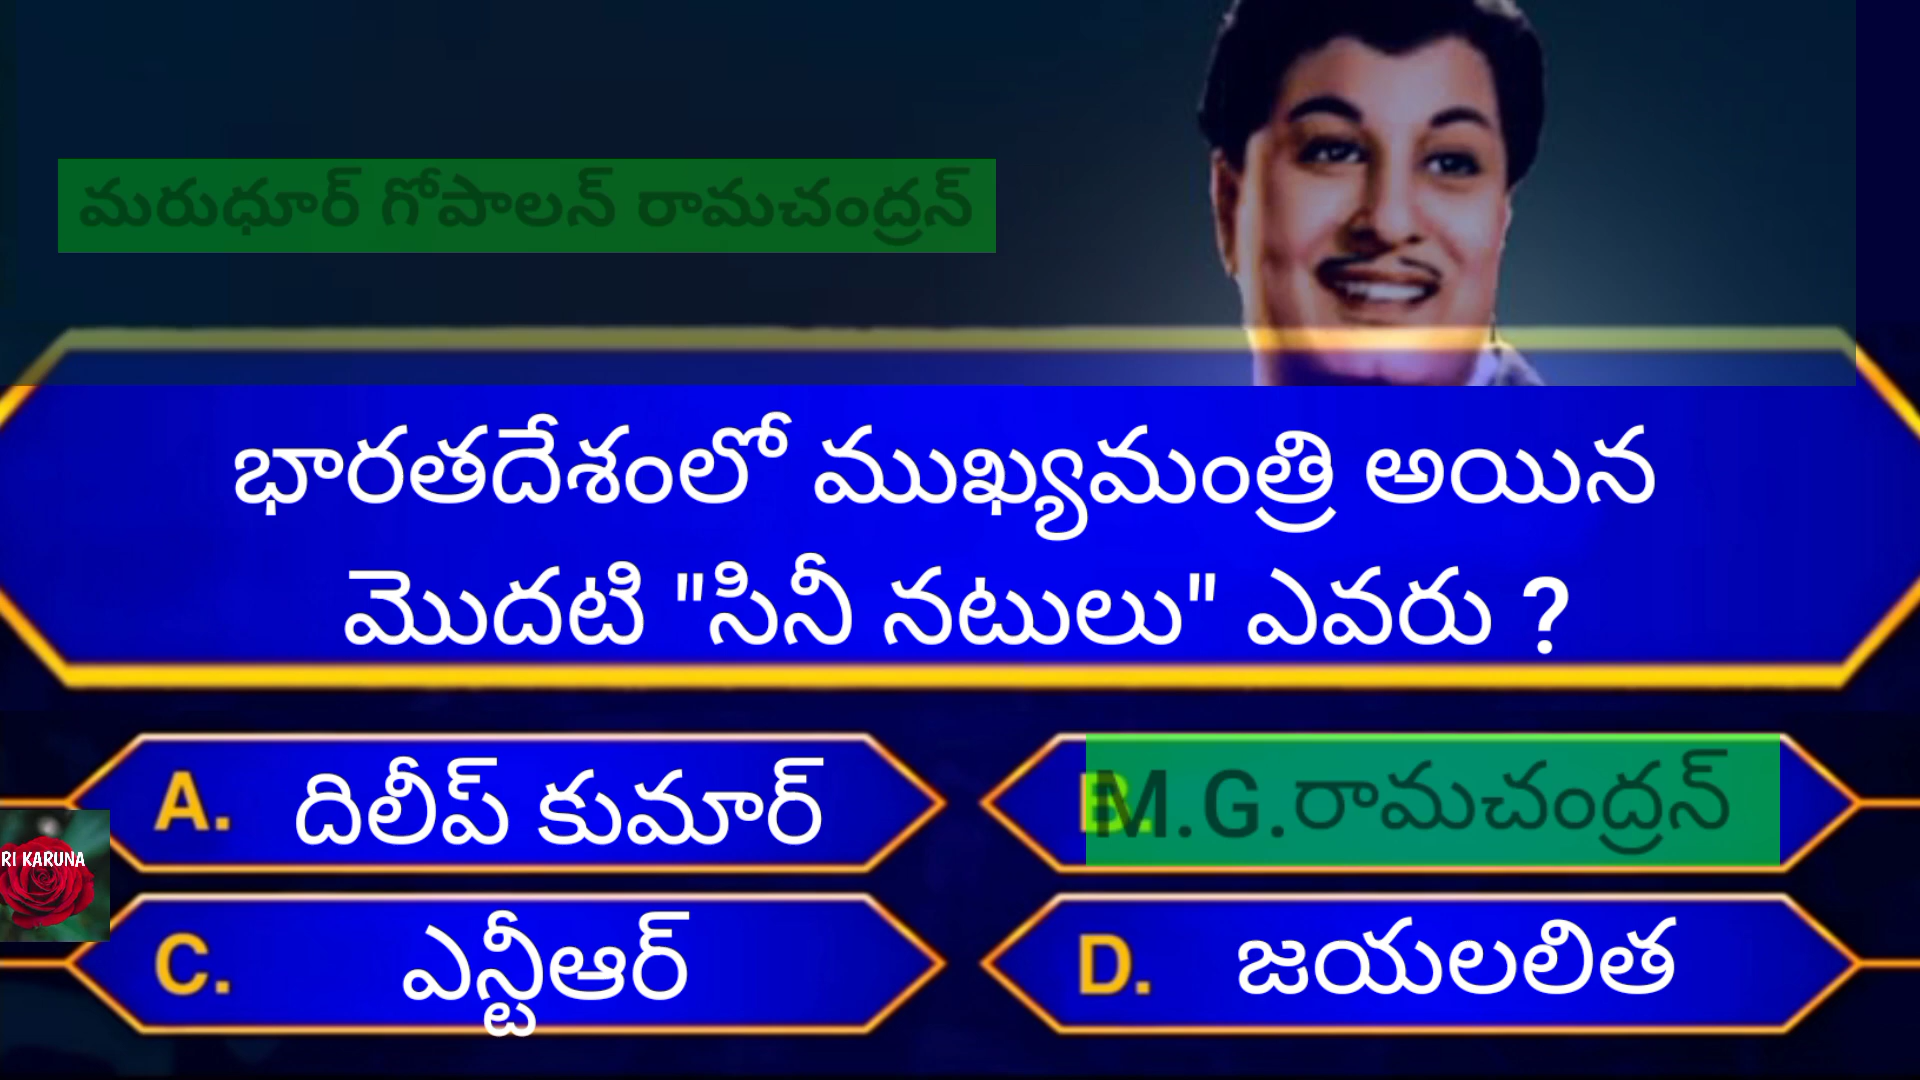 మరుధూర్ గోపాలన్ రామచంద్రన్
భారతదేశంలో ముఖ్యమంత్రి అయిన
మొదటి "సినీ నటులు" ఎవరు ?
A. దిలీప్ కుమార్
B. M.G.రామచంద్రన్
RI KARUNA
C. ఎన్టీఆర్
D. జయలలిత